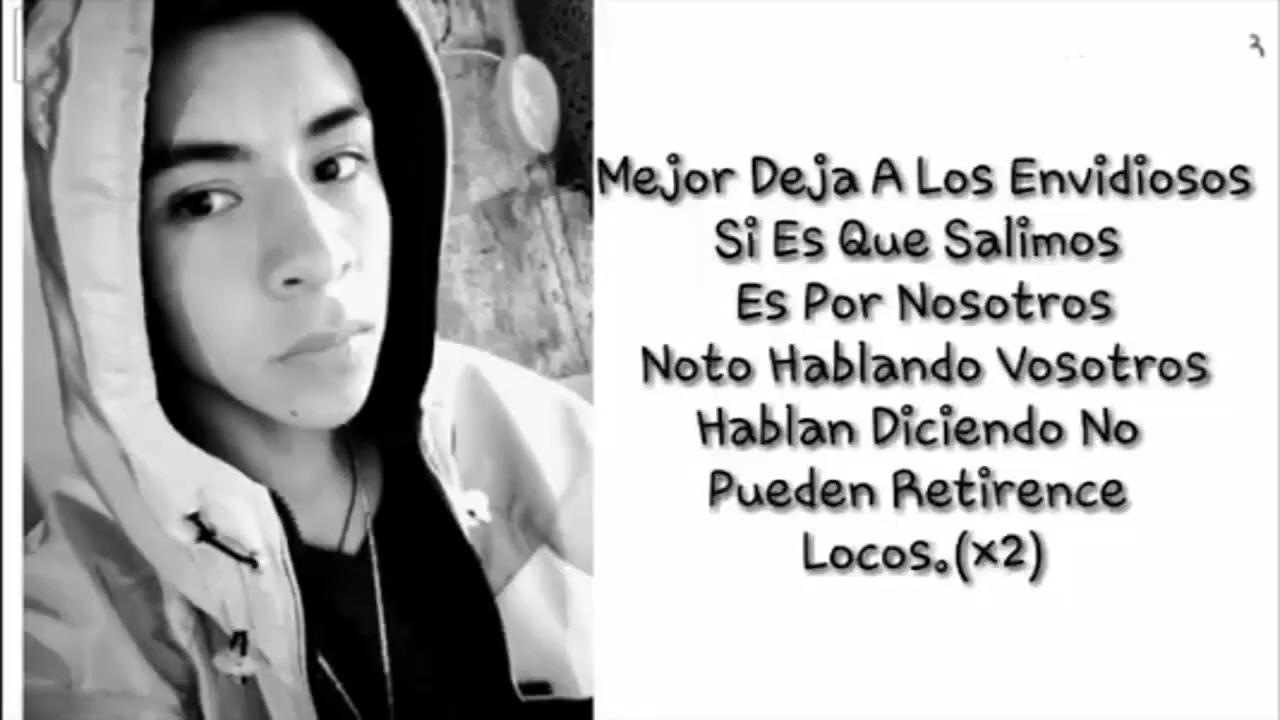 Mejor Deja A Los Envidiosos
Si Es Que Salimos
Es Por Nosotros
Noto Hablando Vosotros
Hablan Diciendo No
Pueden Retirence
Locos.(x2)